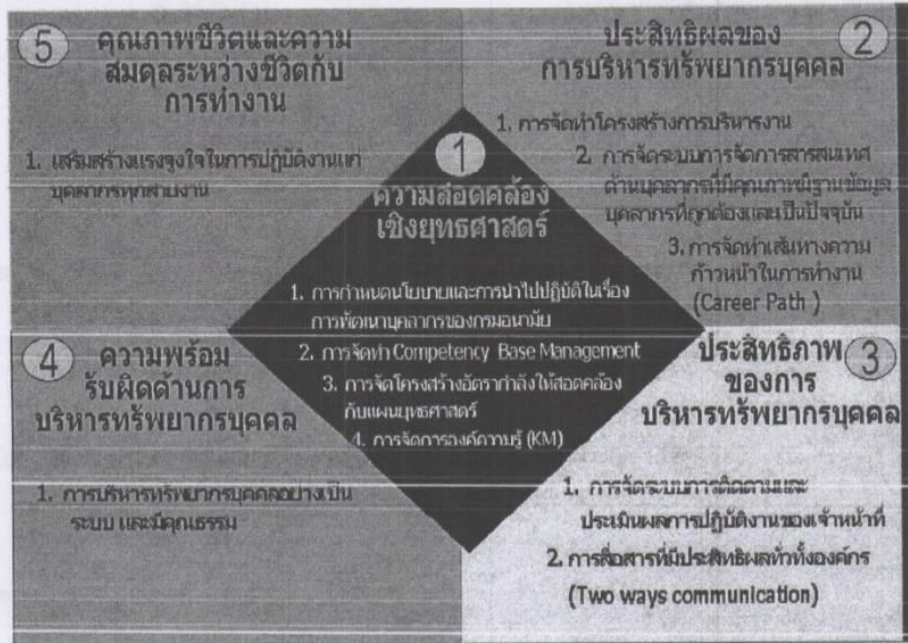 5
คุณภาพชีวิตและความ
สมดุลระหว่างชีวิตกับ
การทำงาน
1. เสริมสร้างแรงจูงใจในการปฏิบัติงานแก่
บุคลากรทุกสายงาน
2
ประสิทธิผลของ
การบริหารทรัพยากรบุคคล
1. การจัดทำโครงสร้างการบริหารงาน
2. การจัดระบบการจัดการสารสนเทศ
ด้านบุคลากรที่มีคุณภาพมีฐานข้อมูล
บุคลากรที่ถูกต้องและเป็นปัจจุบัน
3. การจัดทำเส้นทางความ
ก้าวหน้าในการทำงาน
(Career Path )
1
ความสอดคล้อง
เชิงยุทธศาสตร์
1. การกำหนดนโยบายและการนำไปปฏิบัติในเรื่อง
การพัฒนาบุคลากรของกรมอนามัย
2. การจัดทำ Competency Base Management
3. การจัดโครงสร้างอัตรากำลังให้สอดคล้อง
กับแผนยุทธศาสตร์
4. การจัดการองค์ความรู้ (KM)
4
ความพร้อม
รับผิดด้านการ
บริหารทรัพยากรบุคคล
1. การบริหารทรัพยากรบุคคลอย่างเป็น
ระบบ และมีคุณธรรม
3
ประสิทธิภาพ
ของการ
บริหารทรัพยากรบุคคล
1. การจัดระบบการติดตามและ
ประเมินผลการปฏิบัติงานของเจ้าหน้าที่
2. การสื่อสารที่มีประสิทธิผลทั่วทั้งองค์กร
(Two ways communication)